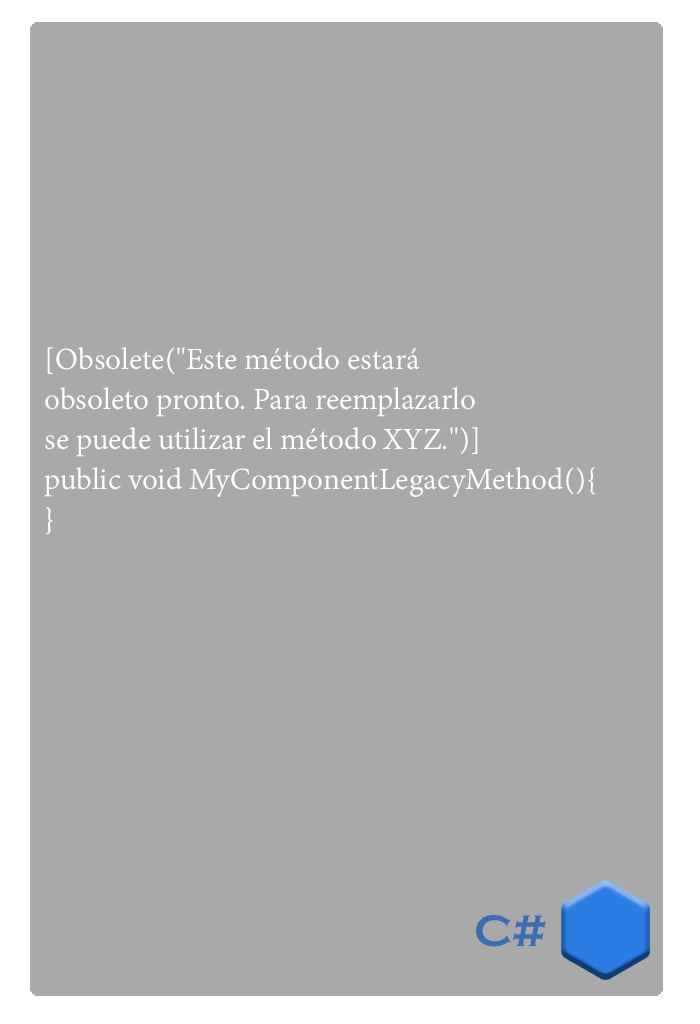 [Obsolete("Este método estará
obsoleto pronto. Para reemplazarlo
se puede utilizar el método XYZ.")]
public void MyComponentLegacyMethod(){
}
C#